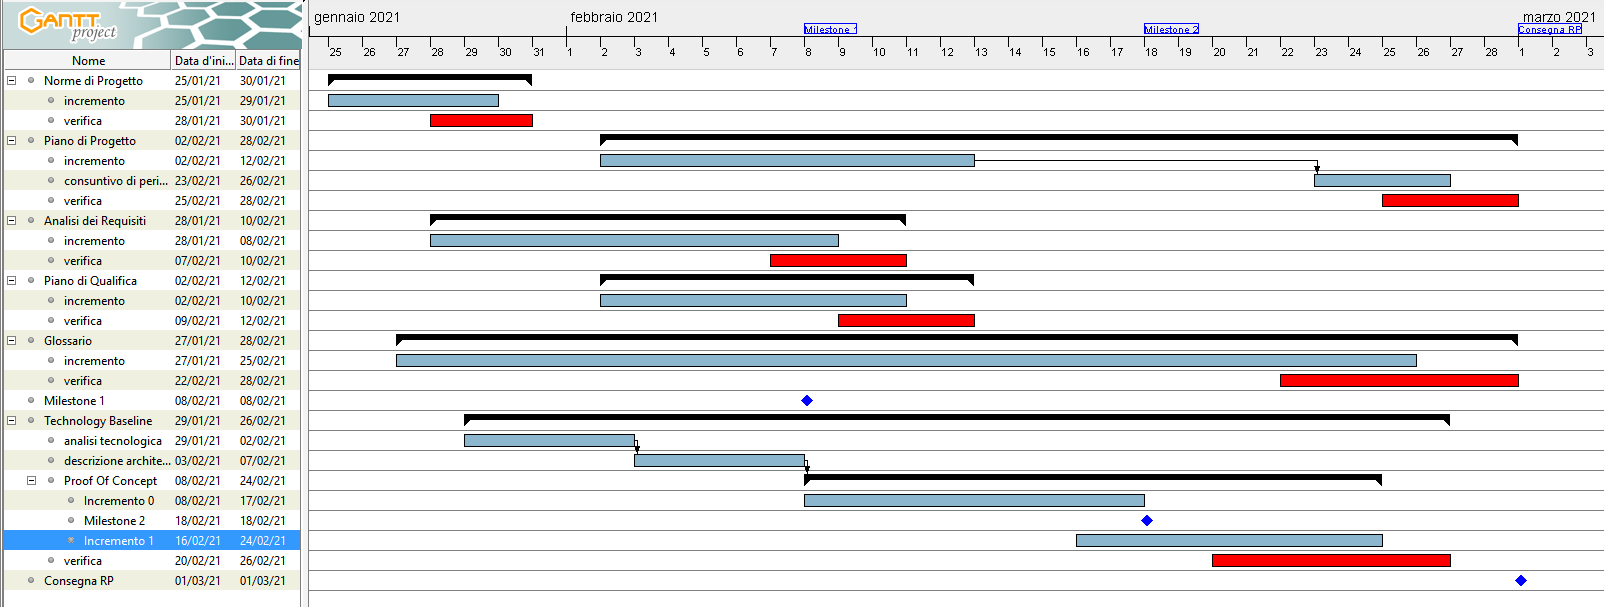 GANTT
project
gennaio 2021 febbraio 2021 marzo 2021
Milestone 1 Milestone 2 Consegna RP
25 26 27 28 29 30 31 1 2 3 4 5 6 7 8 9 10 11 12 13 14 15 16 17 18 19 20 21 22 23 24 25 26 27 28 1 2 3
Nome Data d'ini... Data di fine
Norme di Progetto 25/01/21 30/01/21
incremento 25/01/21 29/01/21
verifica 28/01/21 30/01/21
Piano di Progetto 02/02/21 28/02/21
incremento 02/02/21 12/02/21
consuntivo di peri... 23/02/21 26/02/21
verifica 25/02/21 28/02/21
Analisi dei Requisiti 28/01/21 10/02/21
incremento 28/01/21 08/02/21
verifica 07/02/21 10/02/21
Piano di Qualifica 02/02/21 12/02/21
incremento 02/02/21 10/02/21
verifica 09/02/21 12/02/21
Glossario 27/01/21 28/02/21
incremento 27/01/21 25/02/21
verifica 22/02/21 28/02/21
Milestone 1 08/02/21 08/02/21
Technology Baseline 29/01/21 26/02/21
analisi tecnologica 29/01/21 02/02/21
descrizione archite... 03/02/21 07/02/21
Proof Of Concept 08/02/21 24/02/21
Incremento 0 08/02/21 17/02/21
Milestone 2 18/02/21 18/02/21
Incremento 1 16/02/21 24/02/21
verifica 20/02/21 26/02/21
Consegna RP 01/03/21 01/03/21